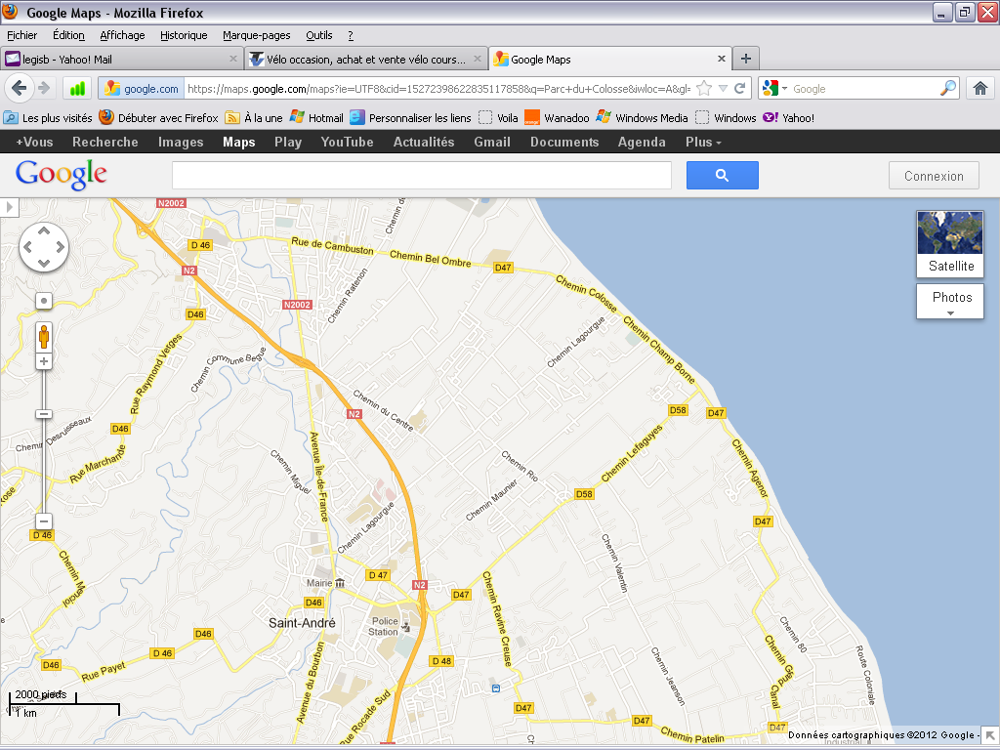 Google Maps - Mozilla Firefox
Fichier Édition Affichage Historique Marque-pages Outils ?
legisb - Yahoo! Mail
Vélo occasion, achat et vente vélo cours...
Google Maps
google.com https://maps.google.com/maps?ie=UTF8&cid=15272398622835117858&q=Parc+du+Colosse&iwloc=A&gl=
Google
Les plus visités Débuter avec Firefox À la une Hotmail Personnaliser les liens Voila Wanadoo Windows Media Windows Yahoo!
+Vous Recherche Images Maps Play YouTube Actualités Gmail Documents Agenda Plus
Google
Connexion
N2002
Chemin du
D 46
Rue de Cambuston
Chemin Bel Ombre
D47
Satellite
N2
Chemin Ratenon
Chemin Colosse
Photos
N2002
D46
Chemin Lagourgue
Chemin Champ Borne
Rue Raymond Verges
Chemin Commune Begue
Chemin du Centre
N2
D58
D47
Chemin Desruisseaux
D46
Rue Marchande
Avenue Île-de-France
Chemin Miguel
Chemin Rio
Chemin Lefaguyes
Chemin Agenor
Chemin Maunier
D58
Chemin Lagourgue
D47
D 46
Chemin Valentin
D 47
Mairie
N2
D47
D46
Chemin Ravine Creuse
Saint-André
Police
Station
D46
D 46
D46
Rue Payet
Avenue du Bourbon
D 48
Chemin 80
Route Coloniale
Chemin Jeanson
Canal
2000 pieds
1 km
Rue Rocade Sud
D47
D47
Chemin Patelin
D47
Données cartographiques ©2012 Google -
Industrial